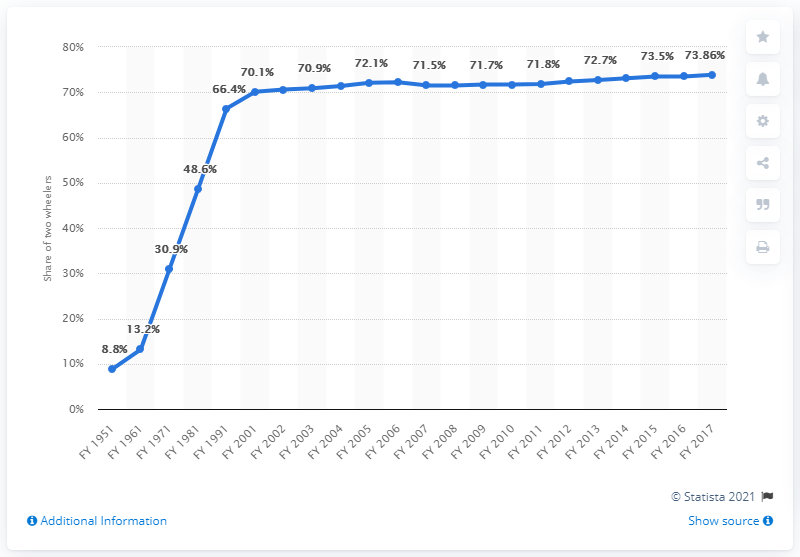 80%
70%
60%
50%
40%
30%
20%
10%
0%
Share of two wheelers
8.8%
13.2%
30.9%
48.6%
66.4%
70.1%
70.9%
72.1%
71.5%
71.7%
71.8%
72.7%
73.5%
73.86%
FY 1951
FY 1961
FY 1971
FY 1981
FY 1991
FY 2001
FY 2002
FY 2003
FY 2004
FY 2005
FY 2006
FY 2007
FY 2008
FY 2009
FY 2010
FY 2011
FY 2012
FY 2013
FY 2014
FY 2015
FY 2016
FY 2017
© Statista 2021
Additional Information
Show source